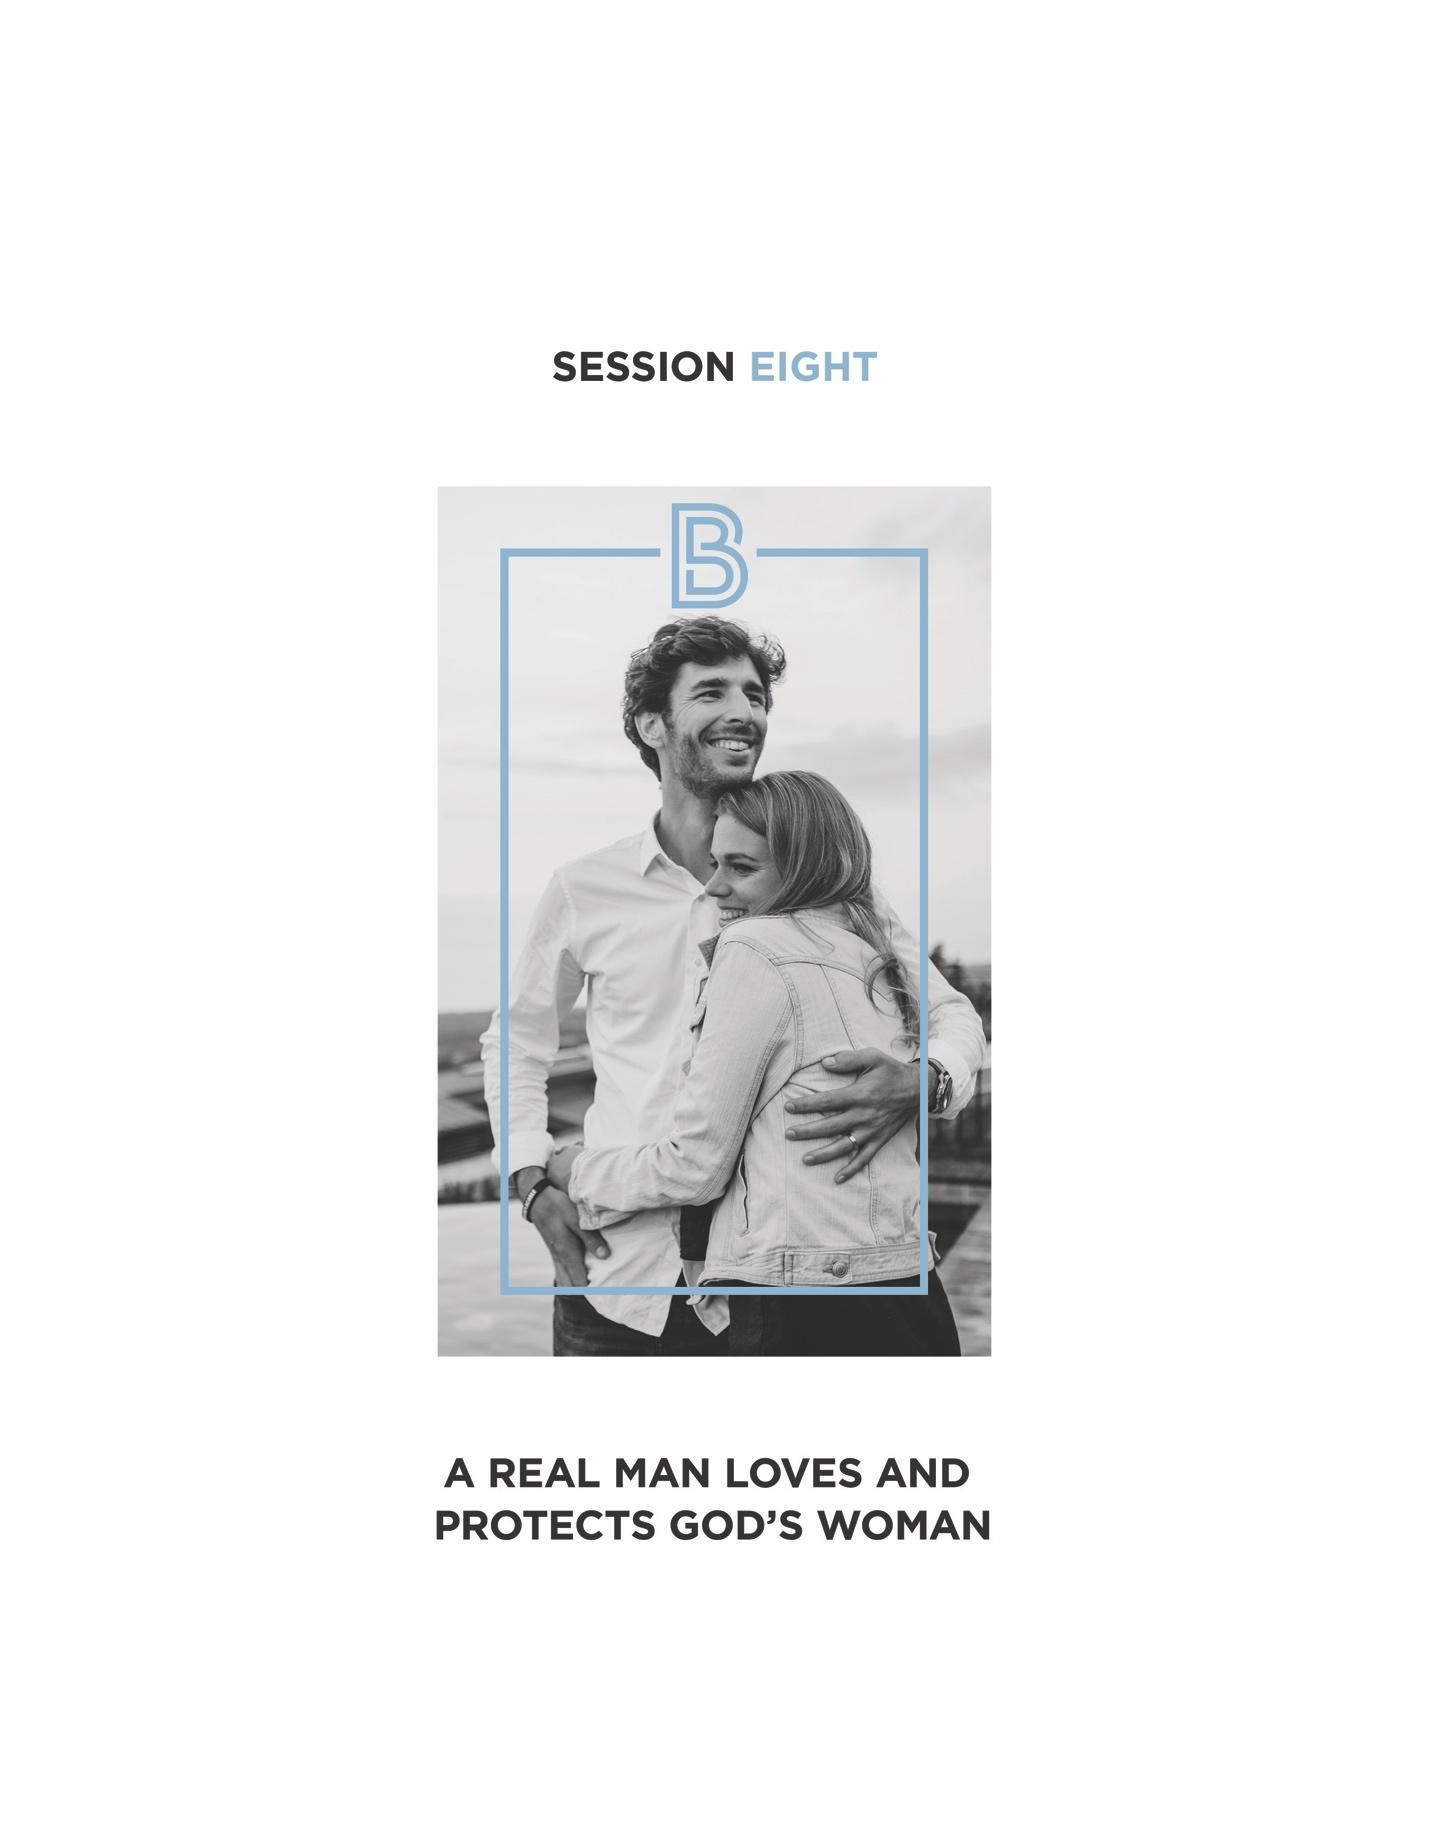 SESSION EIGHT
B
A REAL MAN LOVES AND
PROTECTS GOD’S WOMAN